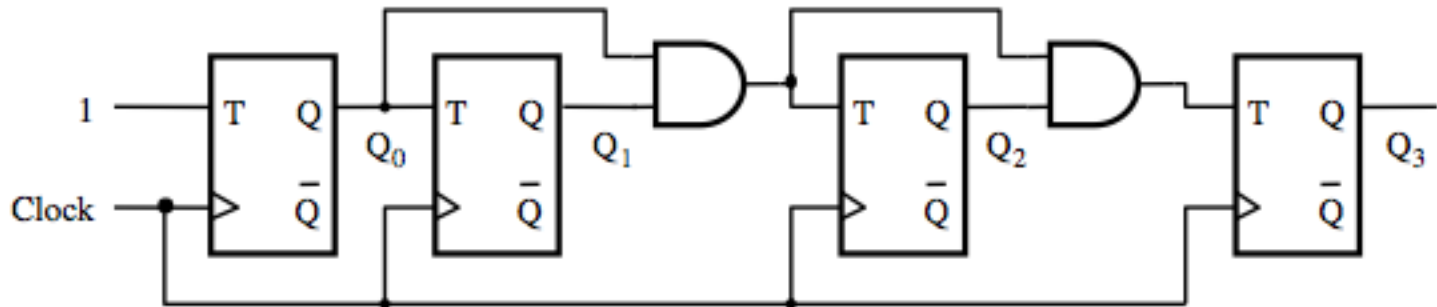 1 T Q T Q T Q T Q
Q₀ Q₁ Q₂ Q₃
Clock Q̅ Q̅ Q̅ Q̅